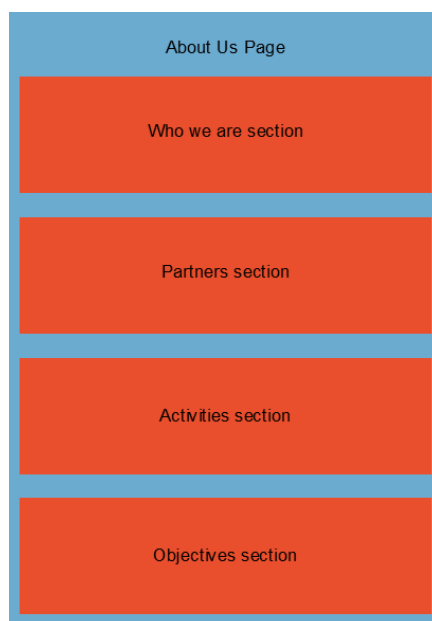 About Us Page
Who we are section
Partners section
Activities section
Objectives section